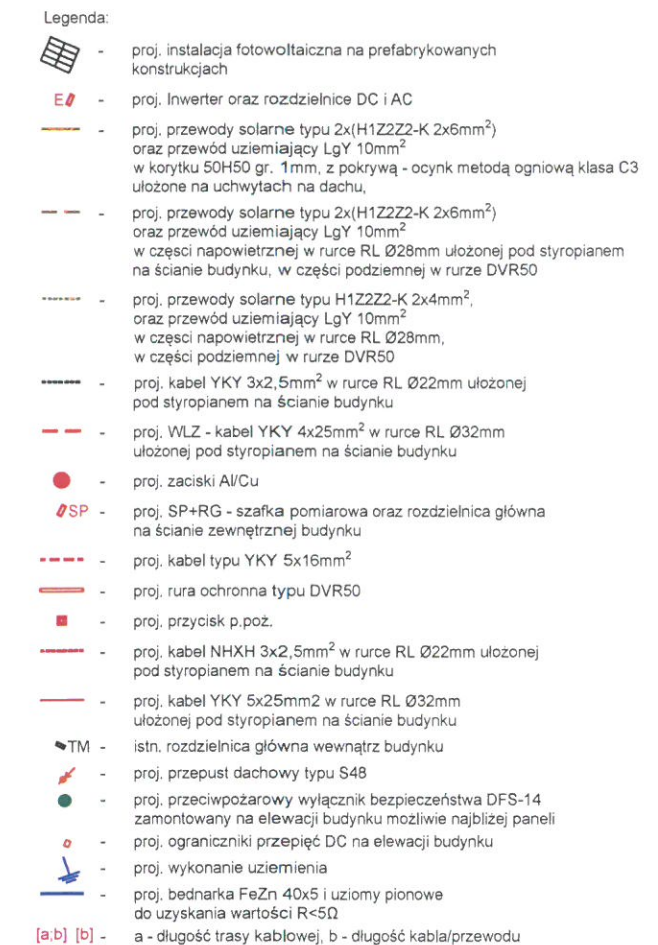 Legenda:
- proj. instalacja fotowoltaiczna na prefabrykowanych
konstrukcjach
E - proj. Inwerter oraz rozdzielnice DC i AC
- proj. przewody solarne typu 2x(H1Z2Z2-K 2x6mm²)
oraz przewód uziemiający LgY 10mm²
w korytku 50H50 gr. 1mm, z pokrywą - ocynk metodą ogniową klasa C3
ułożone na uchwytach na dachu,
- proj. przewody solarne typu 2x(H1Z2Z2-K 2x6mm²)
oraz przewód uziemiający LgY 10mm²
w częsci napowietrznej w rurce RL Ø28mm ułożonej pod styropianem
na ścianie budynku, w części podziemnej w rurze DVR50
- proj. przewody solarne typu H1Z2Z2-K 2x4mm²,
oraz przewód uziemiający LgY 10mm²
w częsci napowietrznej w rurce RL Ø28mm,
w części podziemnej w rurze DVR50
- proj. kabel YKY 3x2,5mm² w rurce RL Ø22mm ułożonej
pod styropianem na ścianie budynku
- proj. WLZ - kabel YKY 4x25mm² w rurce RL Ø32mm
ułożonej pod styropianem na ścianie budynku
- proj. zaciski Al/Cu
SP - proj. SP+RG - szafka pomiarowa oraz rozdzielnica główna
na ścianie zewnętrznej budynku
- proj. kabel typu YKY 5x16mm²
- proj. rura ochronna typu DVR50
- proj. przycisk p.poż.
- proj. kabel NHXH 3x2,5mm² w rurce RL Ø22mm ułożonej
pod styropianem na ścianie budynku
- proj. kabel YKY 5x25mm2 w rurce RL Ø32mm
ułożonej pod styropianem na ścianie budynku
TM - istn. rozdzielnica główna wewnątrz budynku
- proj. przepust dachowy typu S48
- proj. przeciwpożarowy wyłącznik bezpieczeństwa DFS-14
zamontowany na elewacji budynku możliwie najbliżej paneli
- proj. ograniczniki przepięć DC na elewacji budynku
- proj. wykonanie uziemienia
- proj. bednarka FeZn 40x5 i uziomy pionowe
do uzyskania wartości R<5Ω
[a;b] [b] - a - długość trasy kablowej, b - długość kabla/przewodu